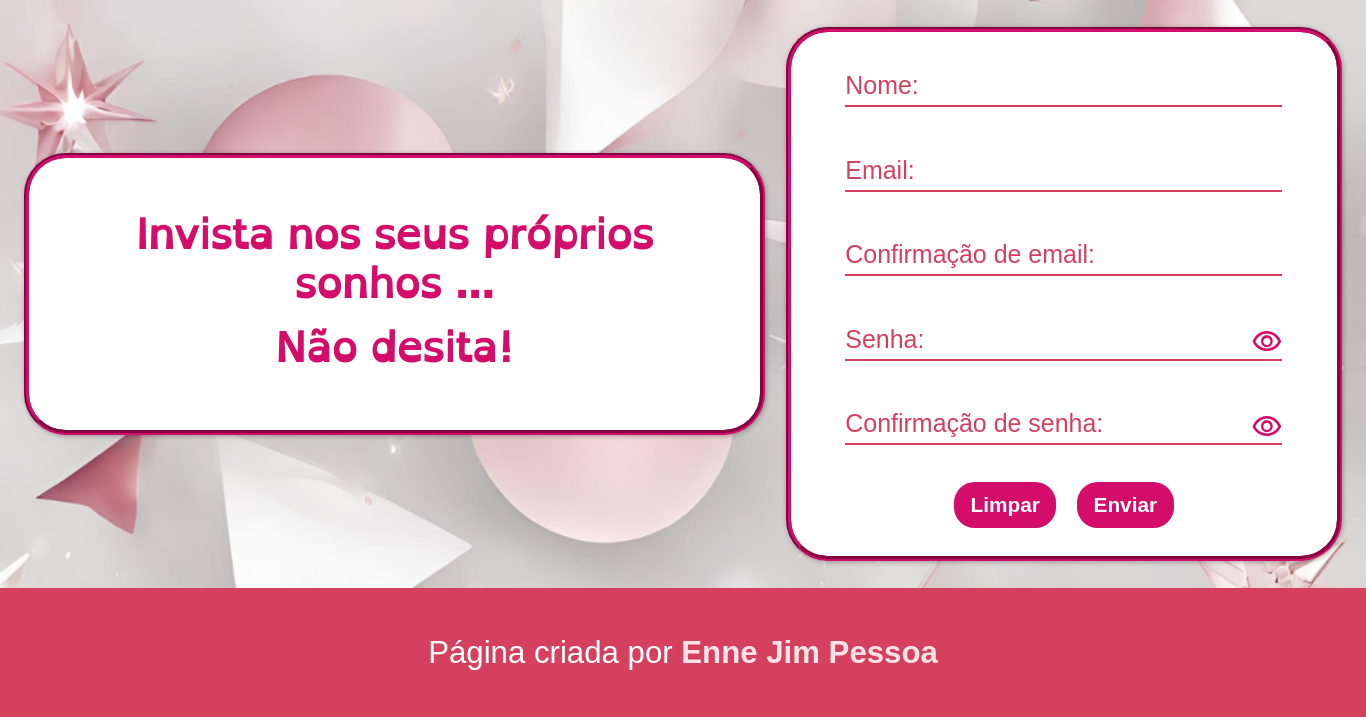 Invista nos seus próprios
sonhos ...
Não desita!
Nome:
Email:
Confirmação de email:
Senha:
Confirmação de senha:
Limpar Enviar
Página criada por Enne Jim Pessoa